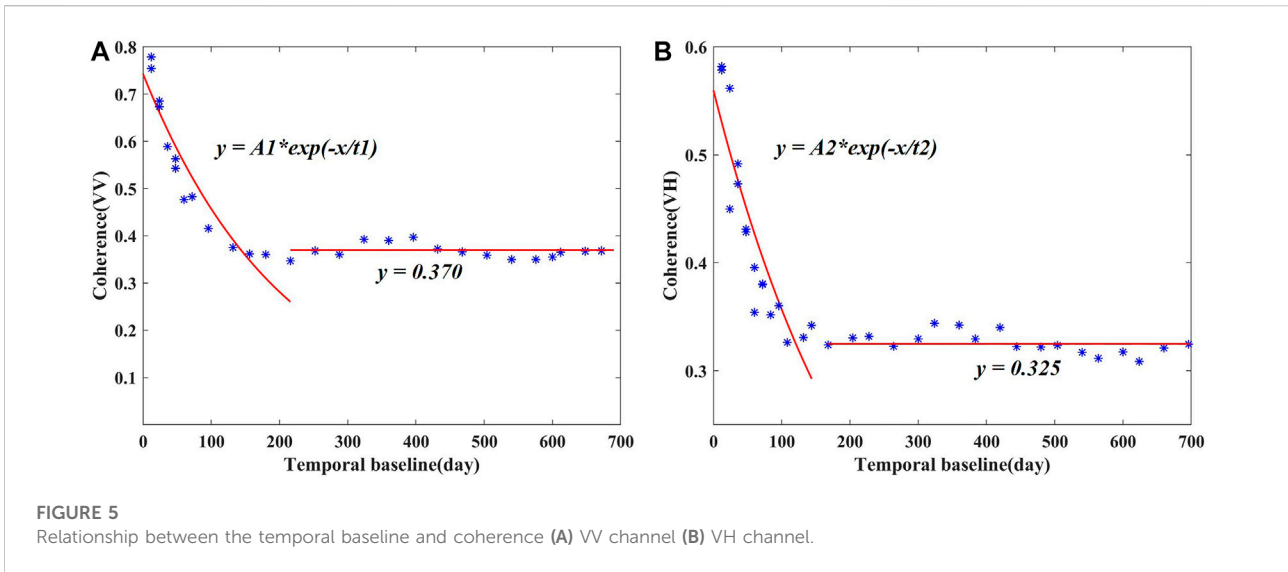 A
0.8
0.7
0.6
0.5
0.4
0.3
0.2
0.1
Coherence(VV)
y = A1*exp(-x/t1)
y = 0.370
0 100 200 300 400 500 600 700
Temporal baseline(day)
B
0.6
0.5
0.4
0.3
Coherence(VH)
y = A2*exp(-x/t2)
y = 0.325
0 100 200 300 400 500 600 700
Temporal baseline(day)
FIGURE 5
Relationship between the temporal baseline and coherence (A) VV channel (B) VH channel.